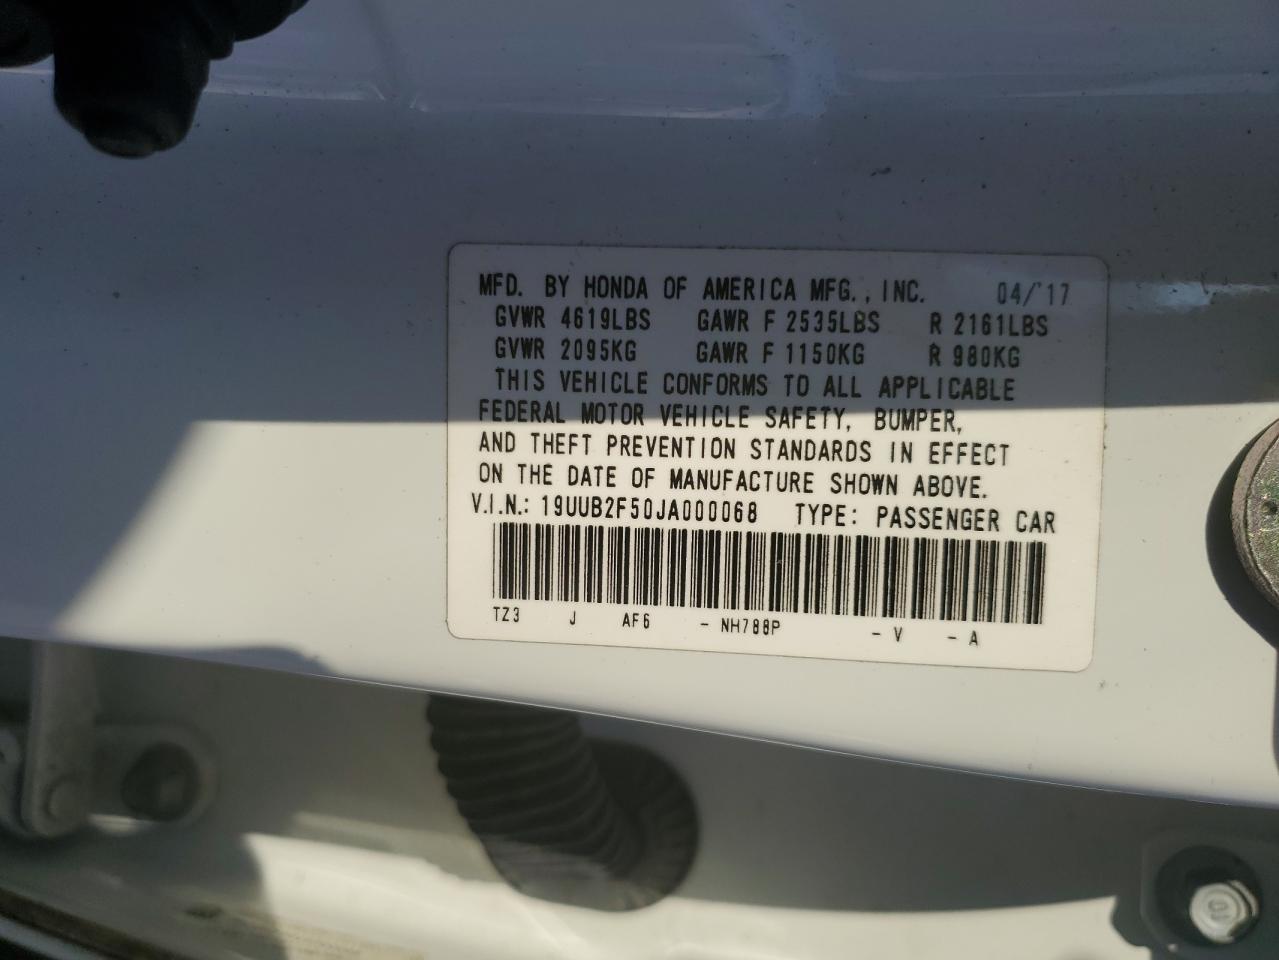 MFD. BY HONDA OF AMERICA MFG., INC. 04/'17
GVWR 4619LBS GAWR F 2535LBS R 2161LBS
GVWR 2095KG GAWR F 1150KG R 980KG
THIS VEHICLE CONFORMS TO ALL APPLICABLE
FEDERAL MOTOR VEHICLE SAFETY, BUMPER,
AND THEFT PREVENTION STANDARDS IN EFFECT
ON THE DATE OF MANUFACTURE SHOWN ABOVE.
V.I.N.: 19UUB2F50JA000068 TYPE: PASSENGER CAR
TZ3 J AF6 - NH788P - V - A